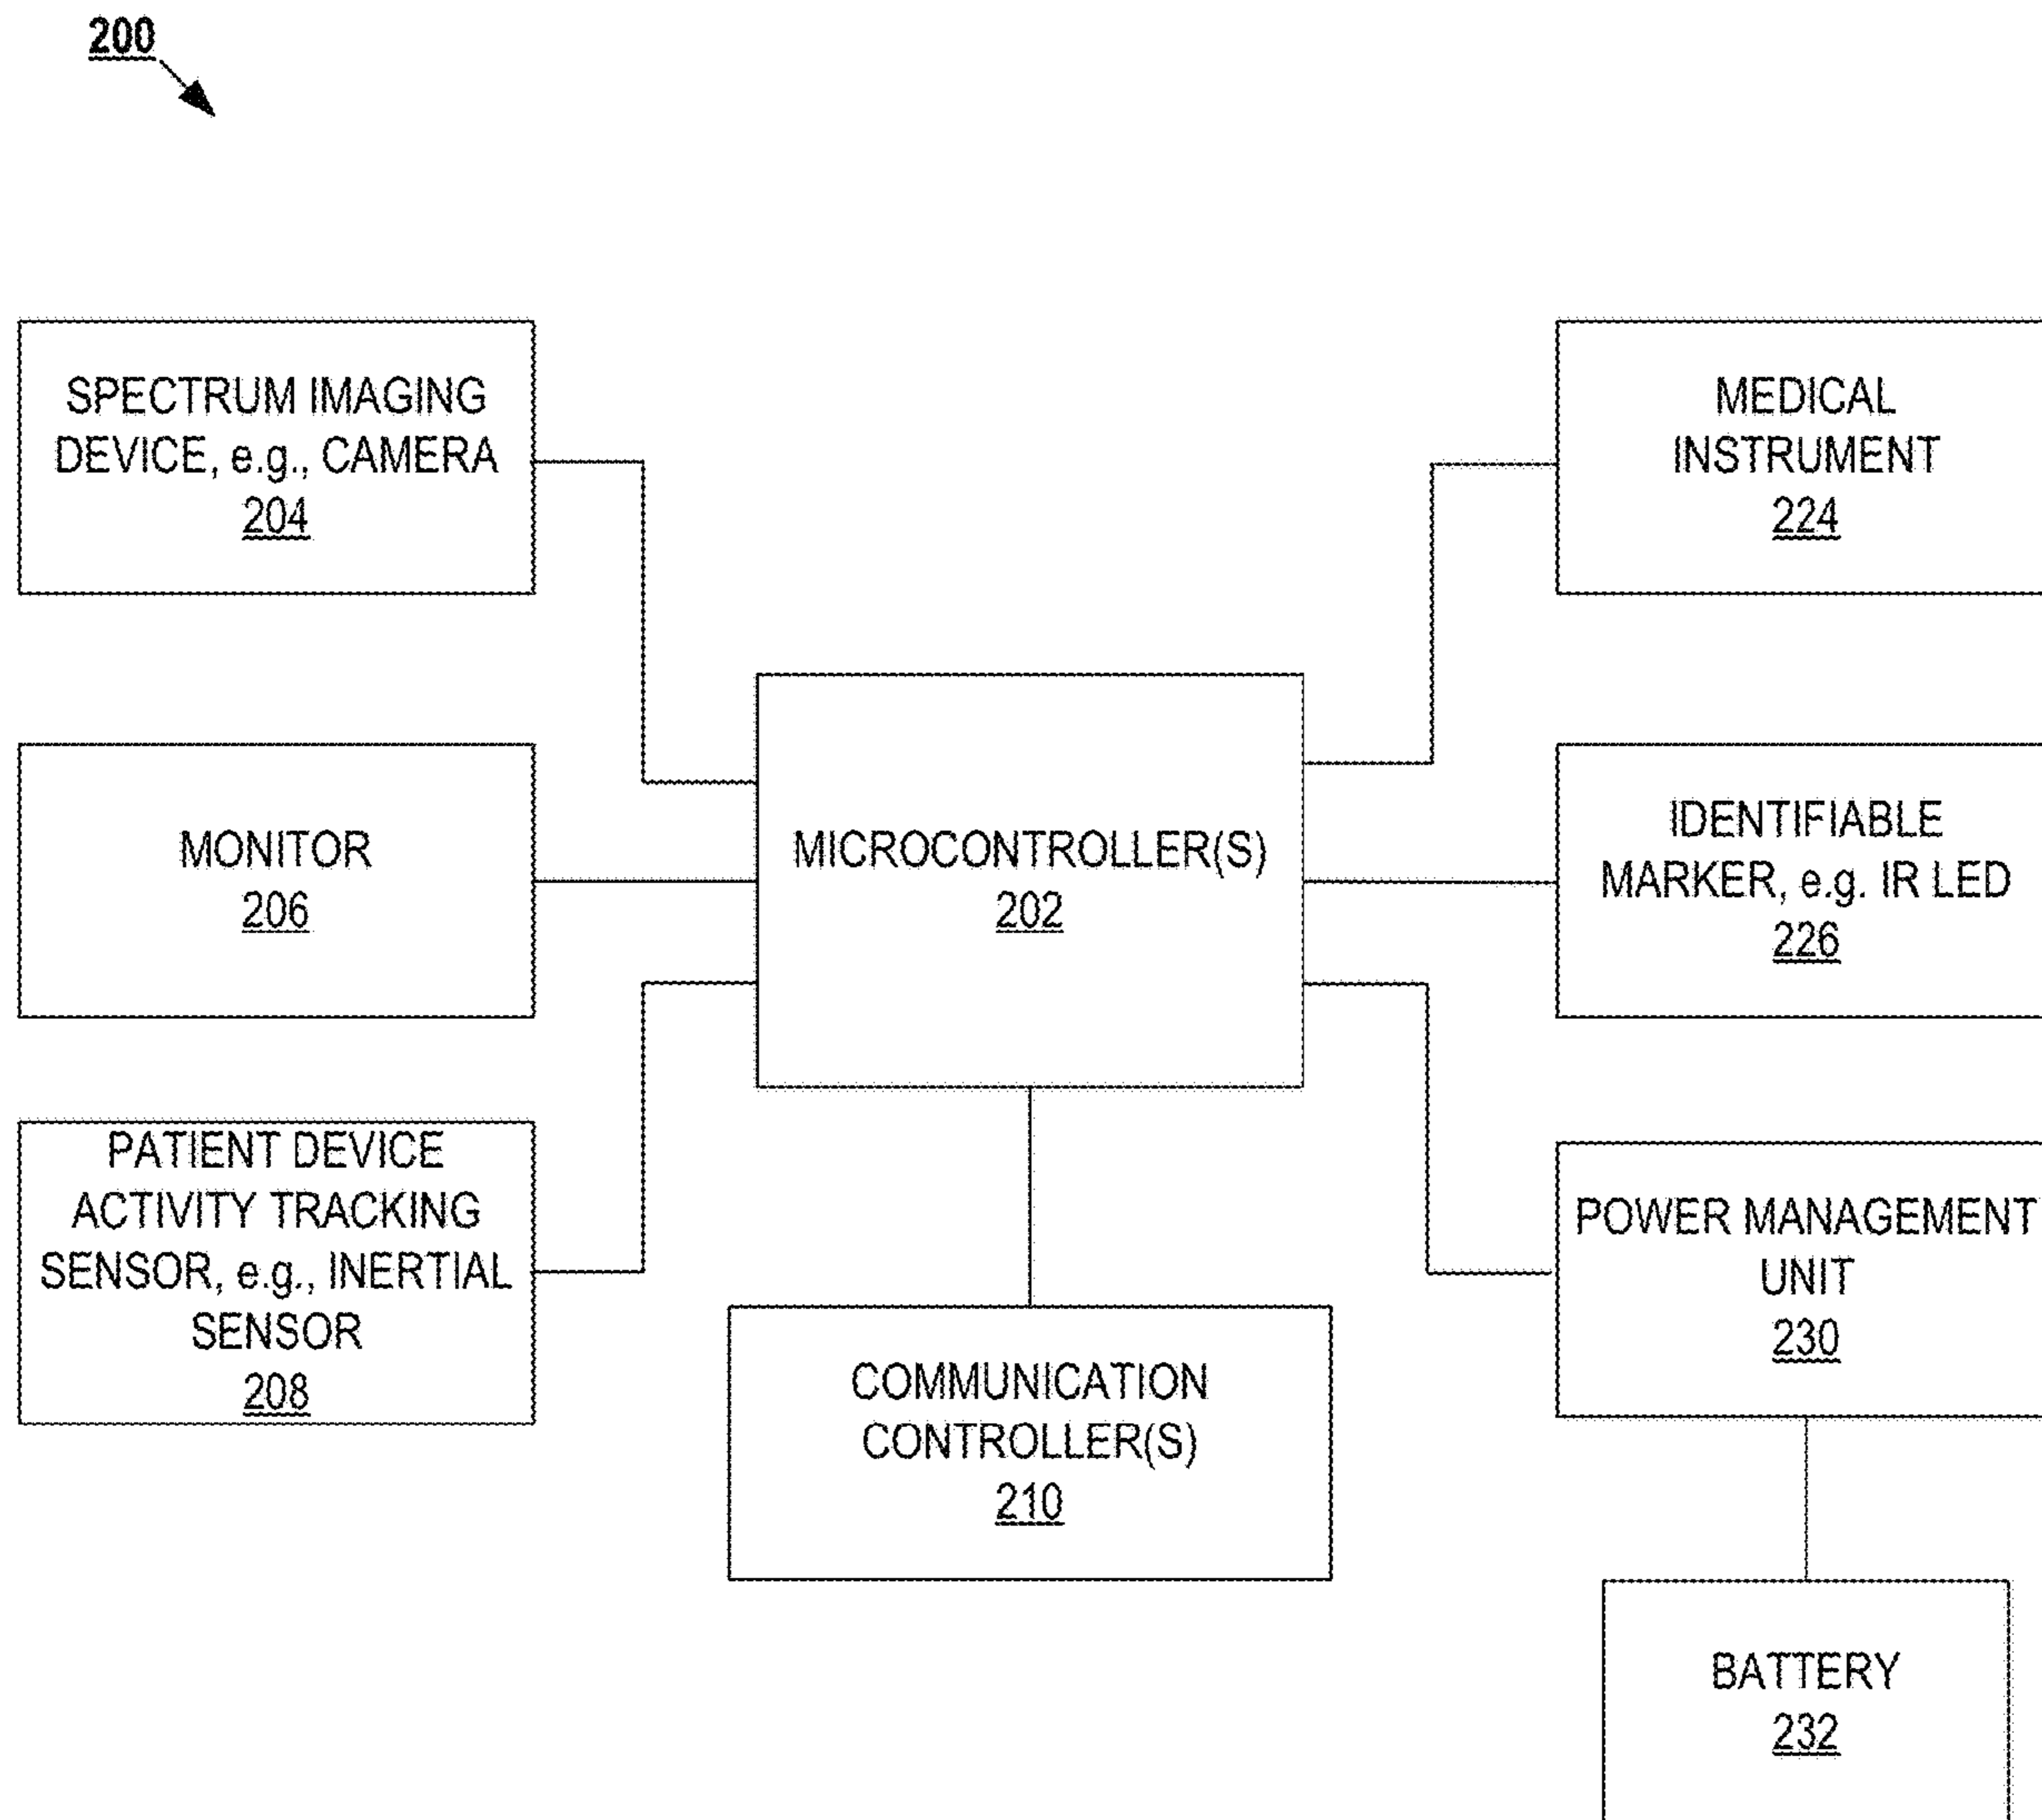 200
SPECTRUM IMAGING
DEVICE, e.g., CAMERA
204
MEDICAL
INSTRUMENT
224
MONITOR
206
MICROCONTROLLER(S)
202
IDENTIFIABLE
MARKER, e.g. IR LED
226
PATIENT DEVICE
ACTIVITY TRACKING
SENSOR, e.g., INERTIAL
SENSOR
208
COMMUNICATION
CONTROLLER(S)
210
POWER MANAGEMENT
UNIT
230
BATTERY
232